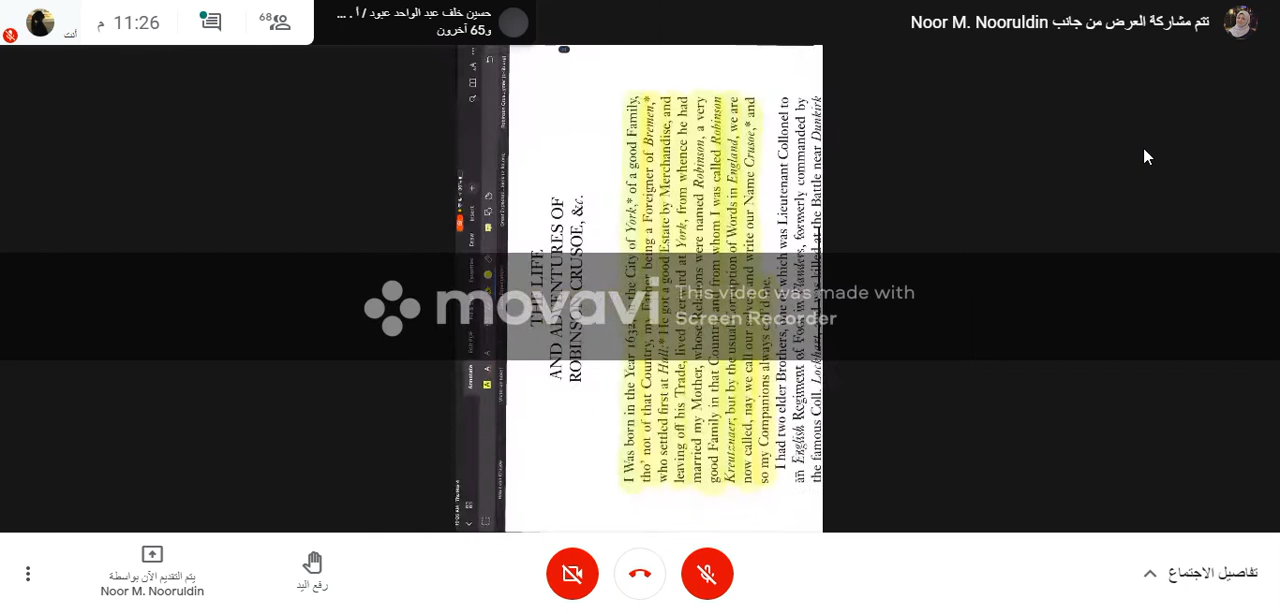 تتم مشاركة العرض من جانب Noor M. Nooruldin
حسين خلف عبد الواحد عبود / أ. ...
و65 آخرون
68
11:26 م
أنت
THE LIFE
AND ADVENTURES OF
ROBINSON CRUSOE, &c.
I Was born in the Year 1632, in the City of York,* of a good Family,
tho' not of that Country, my Father being a Foreigner of Bremen,*
who settled first at Hull:* He got a good Estate by Merchandise, and
leaving off his Trade, lived afterward at York, from whence he had
married my Mother, whose Relations were named Robinson, a very
good Family in that Country, and from whom I was called Robinson
Kreutznaer; but by the usual Corruption of Words in England, we are
now called, nay we call our selves, and write our Name Crusoe,* and
so my Companions always call'd me.
I had two elder Brothers, one of which was Lieutenant Collonel to
an English Regiment of Foot in Flanders, formerly commanded by
the famous Coll. Lockhart, was killed at the Battle near Dunkirk
movavi
This video was made with
Screen Recorder
تفاصيل الاجتماع
رفع اليد
يتم التقديم الآن بواسطة
Noor M. Nooruldin